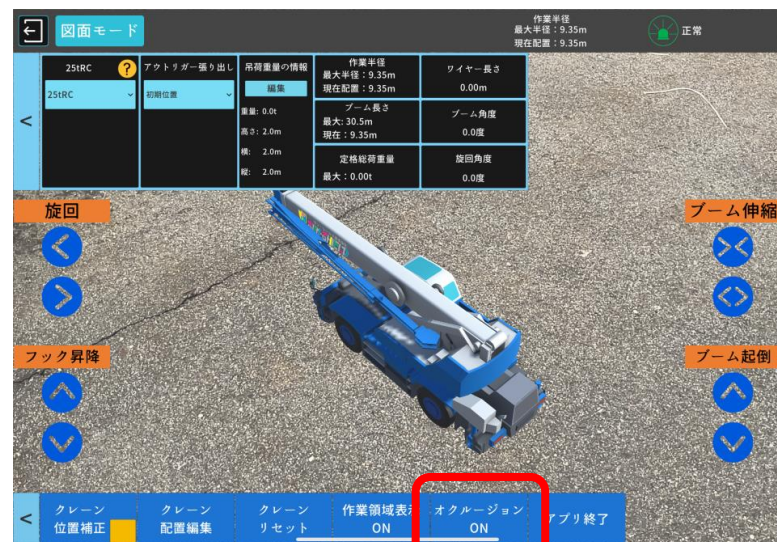 図面モード
作業半径
最大半径：9.35m
現在配置：9.35m
正常
25tRC
?
25tRC
アウトリガー張り出し
初期位置
吊荷重量の情報
編集
重量: 0.0t
高さ: 2.0m
横: 2.0m
縦: 2.0m
作業半径
最大半径：9.35m
現在配置：9.35m
ブーム長さ
最大: 30.5m
現在：9.35m
定格総荷重量
最大：0.00t
ワイヤー長さ
0.00m
ブーム角度
0.0度
旋回角度
0.0度
旋回
ブーム伸縮
フック昇降
ブーム起倒
クレーン
位置補正
クレーン
配置編集
クレーン
リセット
作業領域表示
ON
オクルージョン
ON
アプリ終了